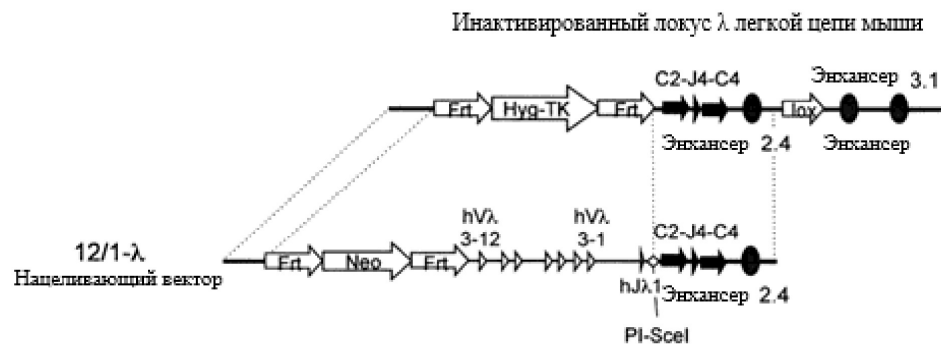 Инактивированный локус λ легкой цепи мыши
C2-J4-C4
Энхансер 3.1
Frt Hyg-TK Frt lox
Энхансер 2.4 Энхансер
hVλ hVλ
3-12 3-1 C2-J4-C4
12/1-λ
Нацеливающий вектор
Frt Neo Frt
hJλ1 Энхансер 2.4
PI-SceI